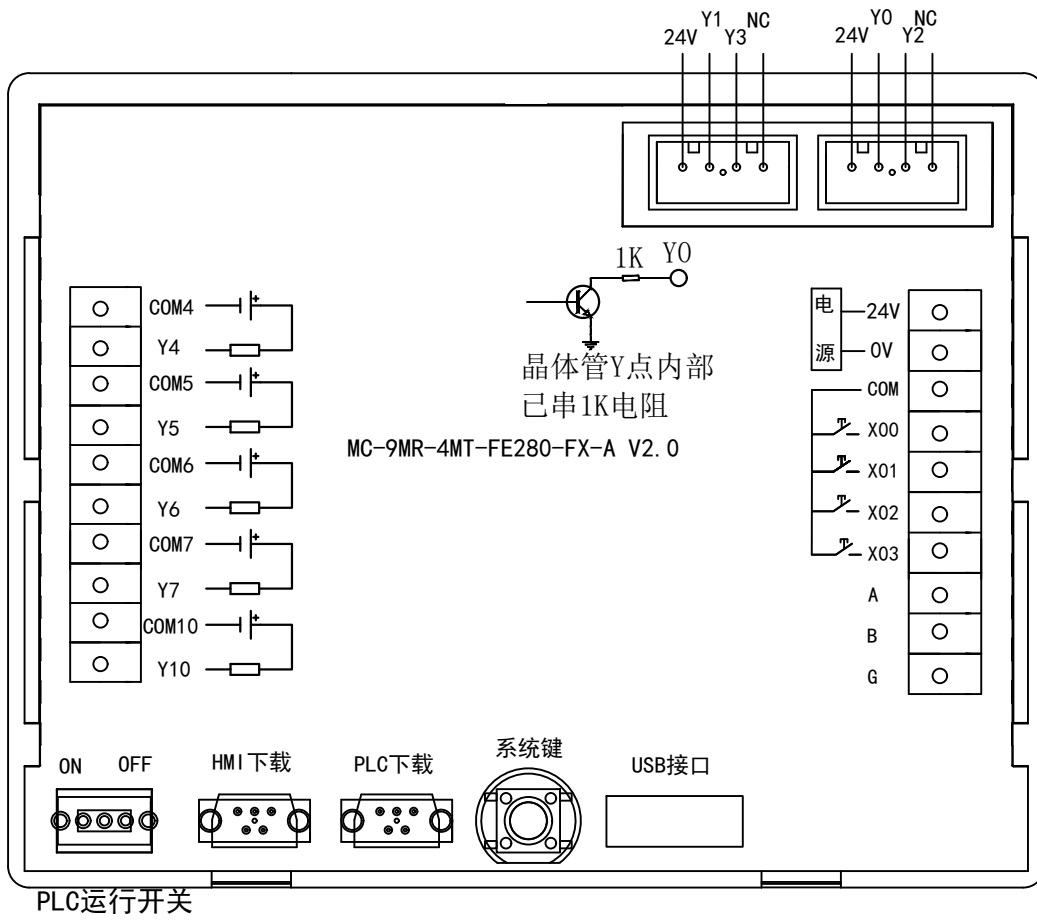 Y1 NC Y0 NC
24V Y3 24V Y2
1K Y0
COM4
Y4
COM5
Y5
COM6
Y6
COM7
Y7
COM10
Y10
晶体管Y点内部
已串1K电阻
MC-9MR-4MT-FE280-FX-A V2.0
电源
24V
0V
COM
X00
X01
X02
X03
A
B
G
ON OFF
HMI下载
PLC下载
系统键
USB接口
PLC运行开关